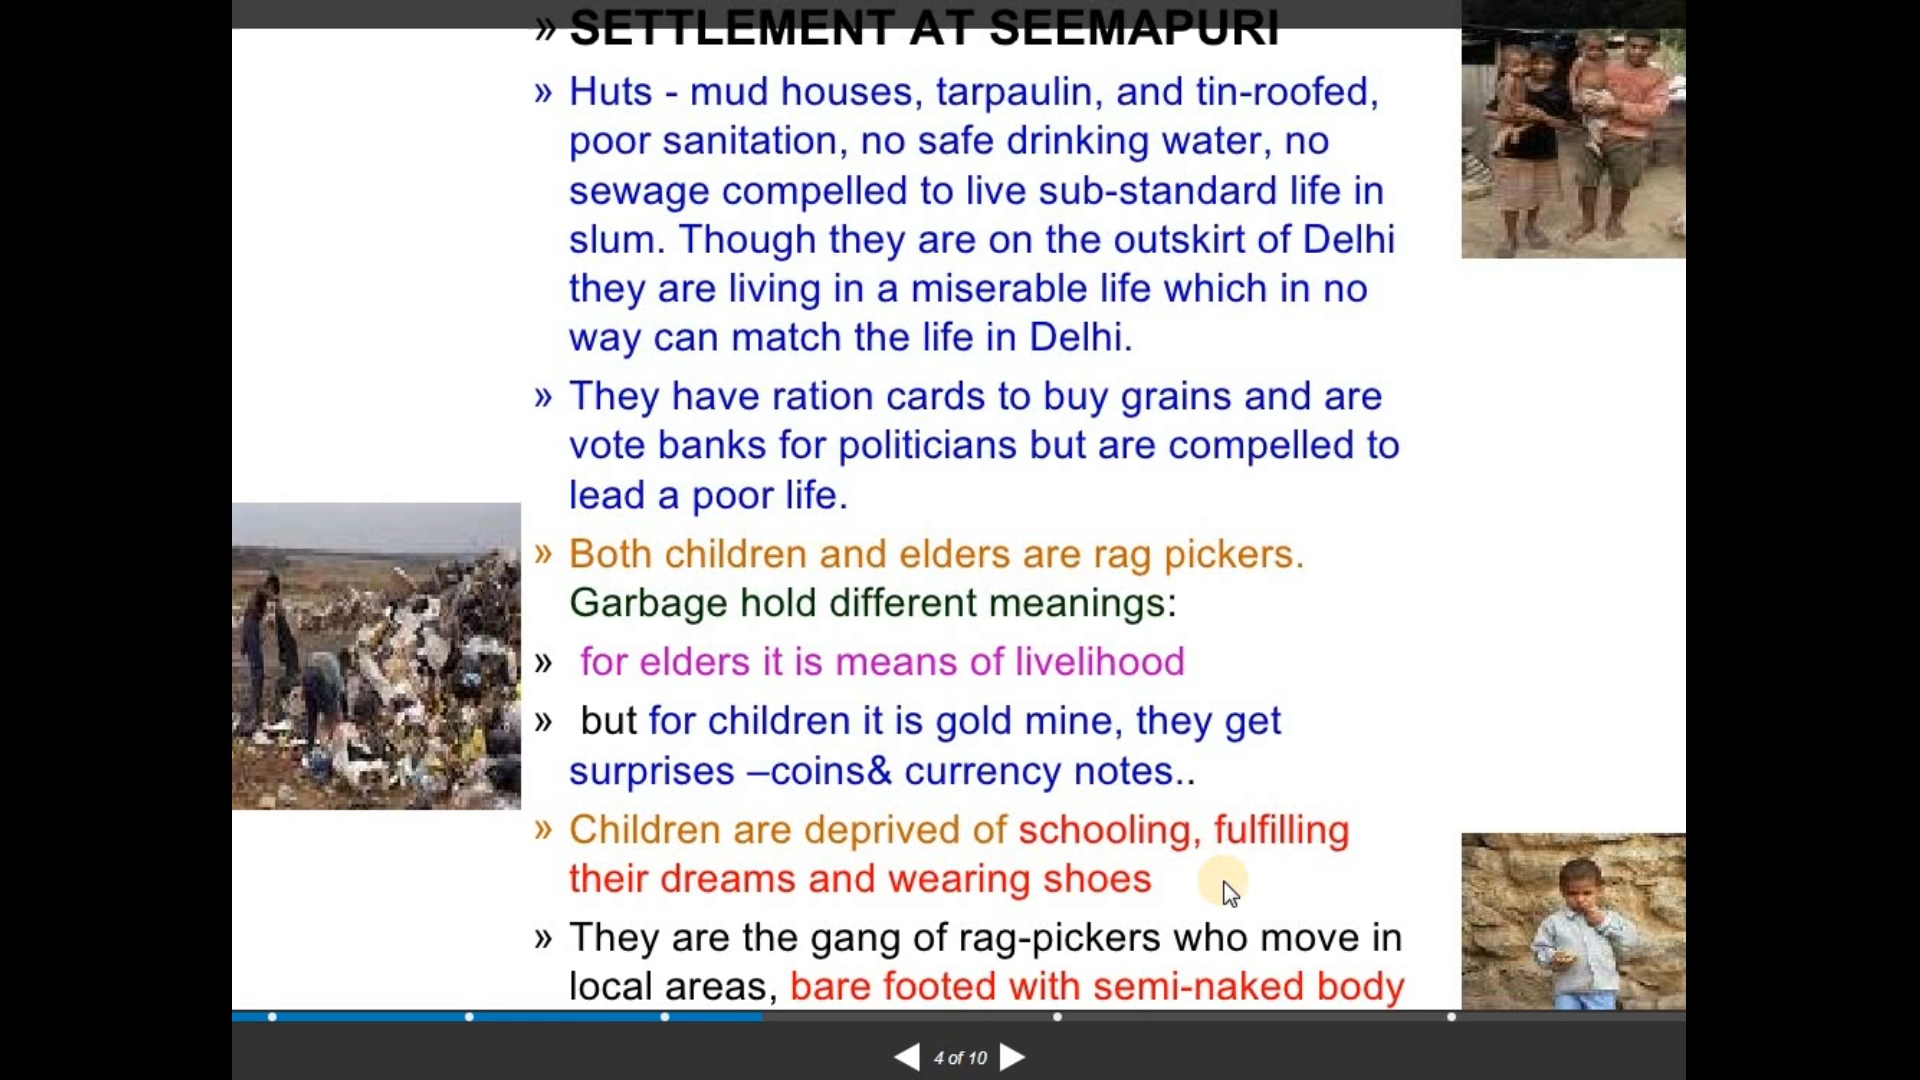 » SETTLEMENT AT SEEMAPURI
» Huts - mud houses, tarpaulin, and tin-roofed,
poor sanitation, no safe drinking water, no
sewage compelled to live sub-standard life in
slum. Though they are on the outskirt of Delhi
they are living in a miserable life which in no
way can match the life in Delhi.
» They have ration cards to buy grains and are
vote banks for politicians but are compelled to
lead a poor life.
» Both children and elders are rag pickers.
Garbage hold different meanings:
» for elders it is means of livelihood
» but for children it is gold mine, they get
surprises –coins& currency notes..
» Children are deprived of schooling, fulfilling
their dreams and wearing shoes
» They are the gang of rag-pickers who move in
local areas, bare footed with semi-naked body
4 of 10